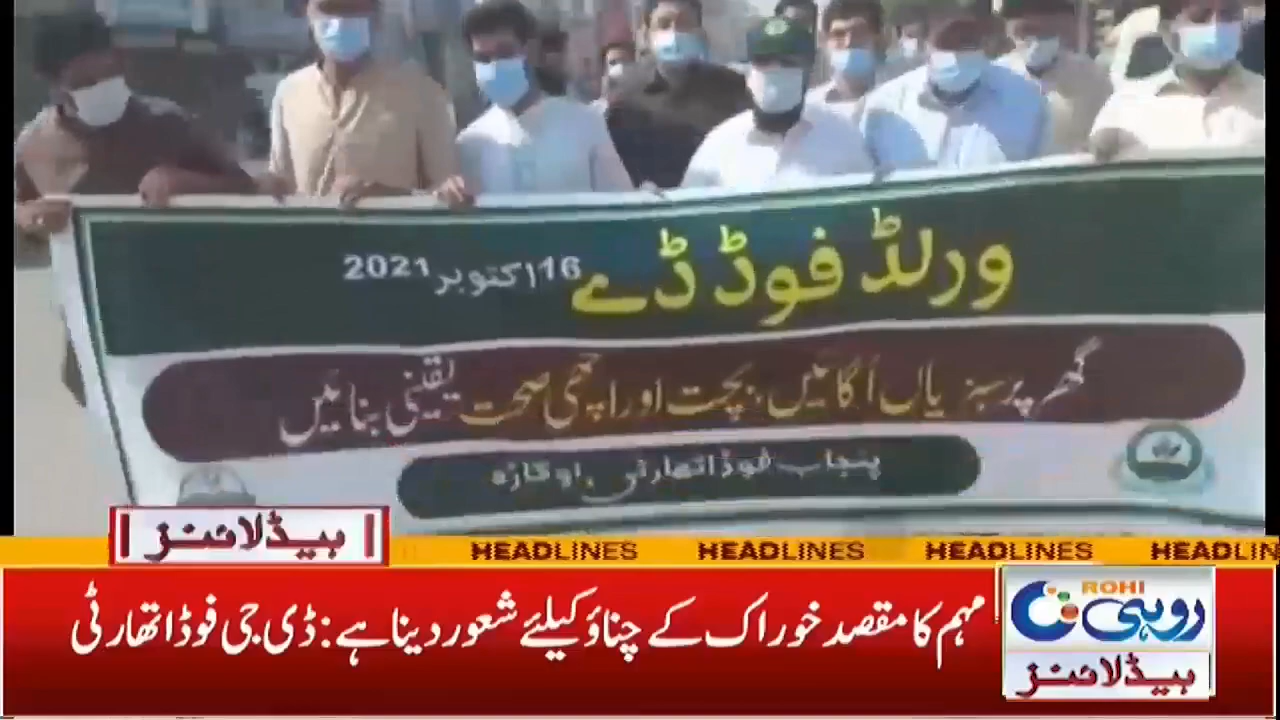 ورلڈ فوڈ ڈے 16 اکتوبر 2021
گھر پر سبزیاں اگائیں، بچت اور اچھی صحت یقینی بنائیں
پنجاب فوڈ اتھارٹی، اوکاڑہ
ہیڈلائنز
HEADLINES HEADLINES HEADLINES HEADLIN
مہم کا مقصد خوراک کے چناؤ کیلئے شعور دینا ہے: ڈی جی فوڈ اتھارٹی
ROHI
روہی
ہیڈلائنز